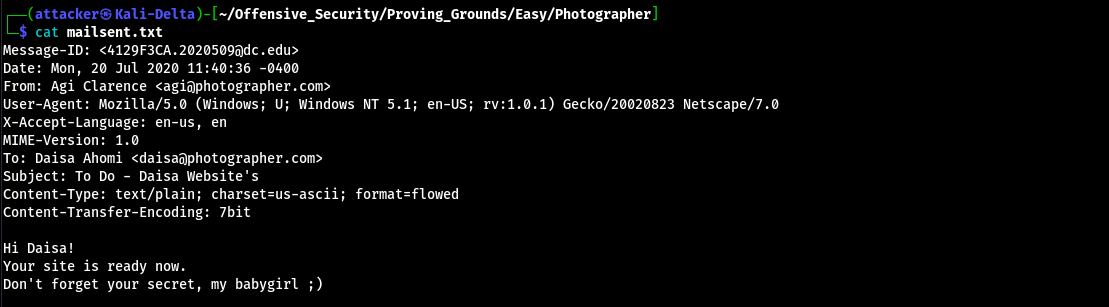 ┌──(attacker㉿Kali-Delta)-[~/Offensive_Security/Proving_Grounds/Easy/Photographer]
└─$ cat mailsent.txt
Message-ID: <4129F3CA.2020509@dc.edu>
Date: Mon, 20 Jul 2020 11:40:36 -0400
From: Agi Clarence <agi@photographer.com>
User-Agent: Mozilla/5.0 (Windows; U; Windows NT 5.1; en-US; rv:1.0.1) Gecko/20020823 Netscape/7.0
X-Accept-Language: en-us, en
MIME-Version: 1.0
To: Daisa Ahomi <daisa@photographer.com>
Subject: To Do - Daisa Website's
Content-Type: text/plain; charset=us-ascii; format=flowed
Content-Transfer-Encoding: 7bit

Hi Daisa!
Your site is ready now.
Don't forget your secret, my babygirl ;)